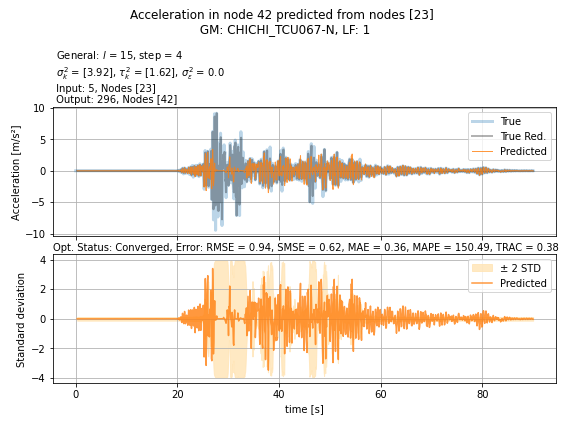 Acceleration in node 42 predicted from nodes [23]
GM: CHICHI_TCU067-N, LF: 1
General: l = 15, step = 4
σ²ₖ = [3.92], τ²ₖ = [1.62], σ²ε = 0.0
Input: 5, Nodes [23]
Output: 296, Nodes [42]
10
5
0
−5
−10
Acceleration [m/s²]
True
True Red.
Predicted
Opt. Status: Converged, Error: RMSE = 0.94, SMSE = 0.62, MAE = 0.36, MAPE = 150.49, TRAC = 0.38
4
2
0
−2
−4
Standard deviation
± 2 STD
Predicted
0 20 40 60 80
time [s]